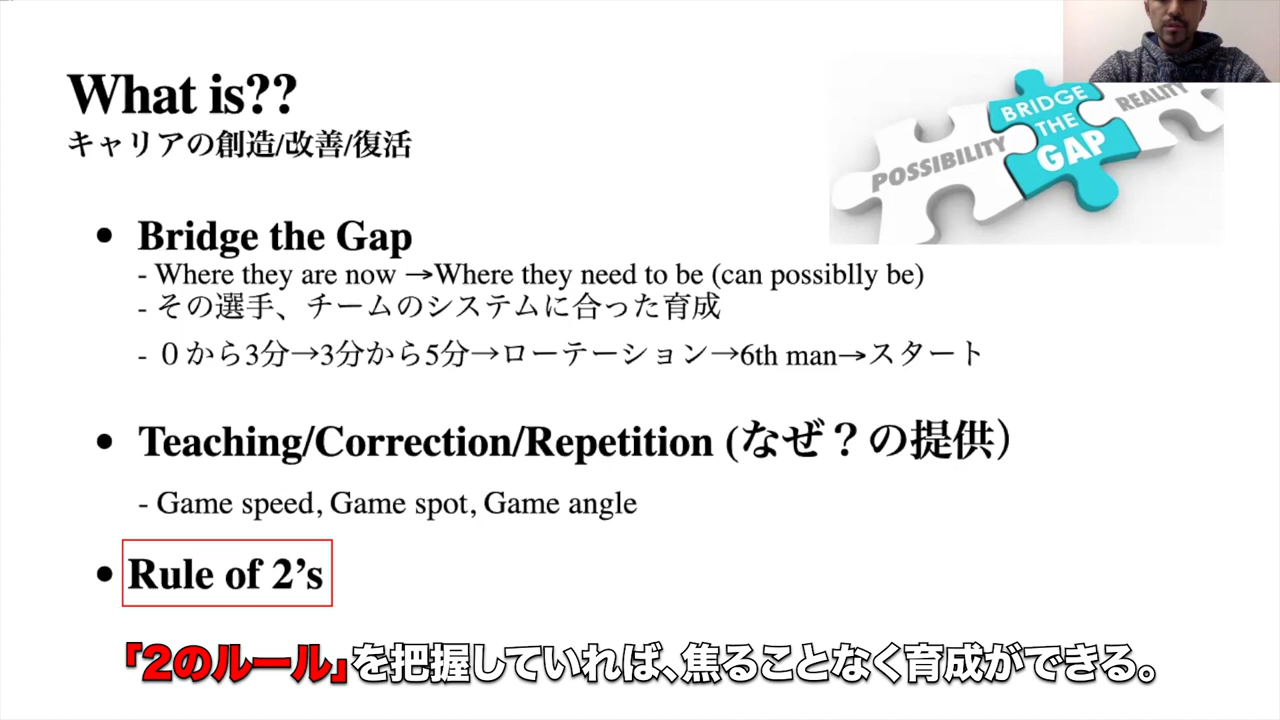 What is??
キャリアの創造/改善/復活
POSSIBILITY
BRIDGE
THE
GAP
REALITY
• Bridge the Gap
- Where they are now →Where they need to be (can possiblly be)
- その選手、チームのシステムに合った育成
- ０から3分→3分から5分→ローテーション→6th man→スタート
• Teaching/Correction/Repetition (なぜ？の提供）
- Game speed, Game spot, Game angle
• Rule of 2’s
「2のルール」を把握していれば、焦ることなく育成ができる。